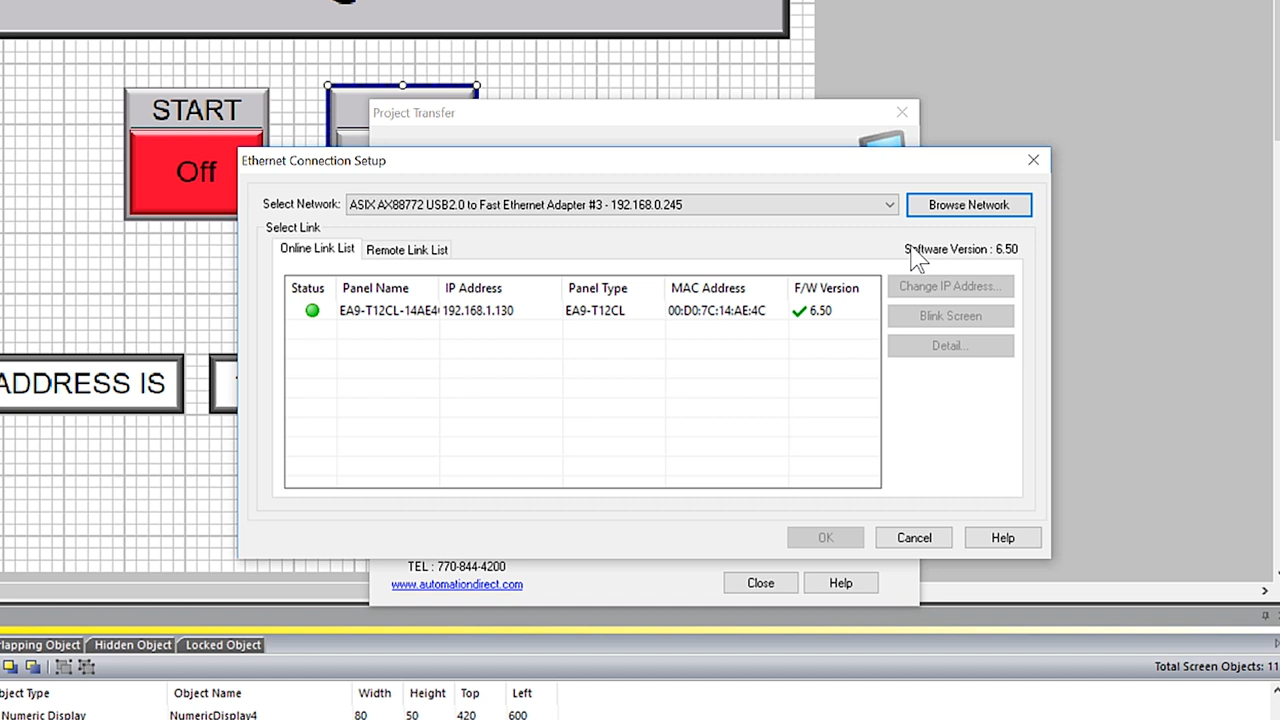 START
Off
Project Transfer
Ethernet Connection Setup
Select Network: ASIX AX88772 USB2.0 to Fast Ethernet Adapter #3 - 192.168.0.245 Browse Network
Select Link
Online Link List Remote Link List Software Version : 6.50
Status Panel Name IP Address Panel Type MAC Address F/W Version
EA9-T12CL-14AE4 192.168.1.130 EA9-T12CL 00:D0:7C:14:AE:4C 6.50
Change IP Address...
Blink Screen
Detail...
ADDRESS IS
OK Cancel Help
TEL : 770-844-4200
www.automationdirect.com
Close Help
lapping Object Hidden Object Locked Object
Total Screen Objects: 11
bject Type Object Name Width Height Top Left
Numeric Display NumericDisplay4 80 50 420 600